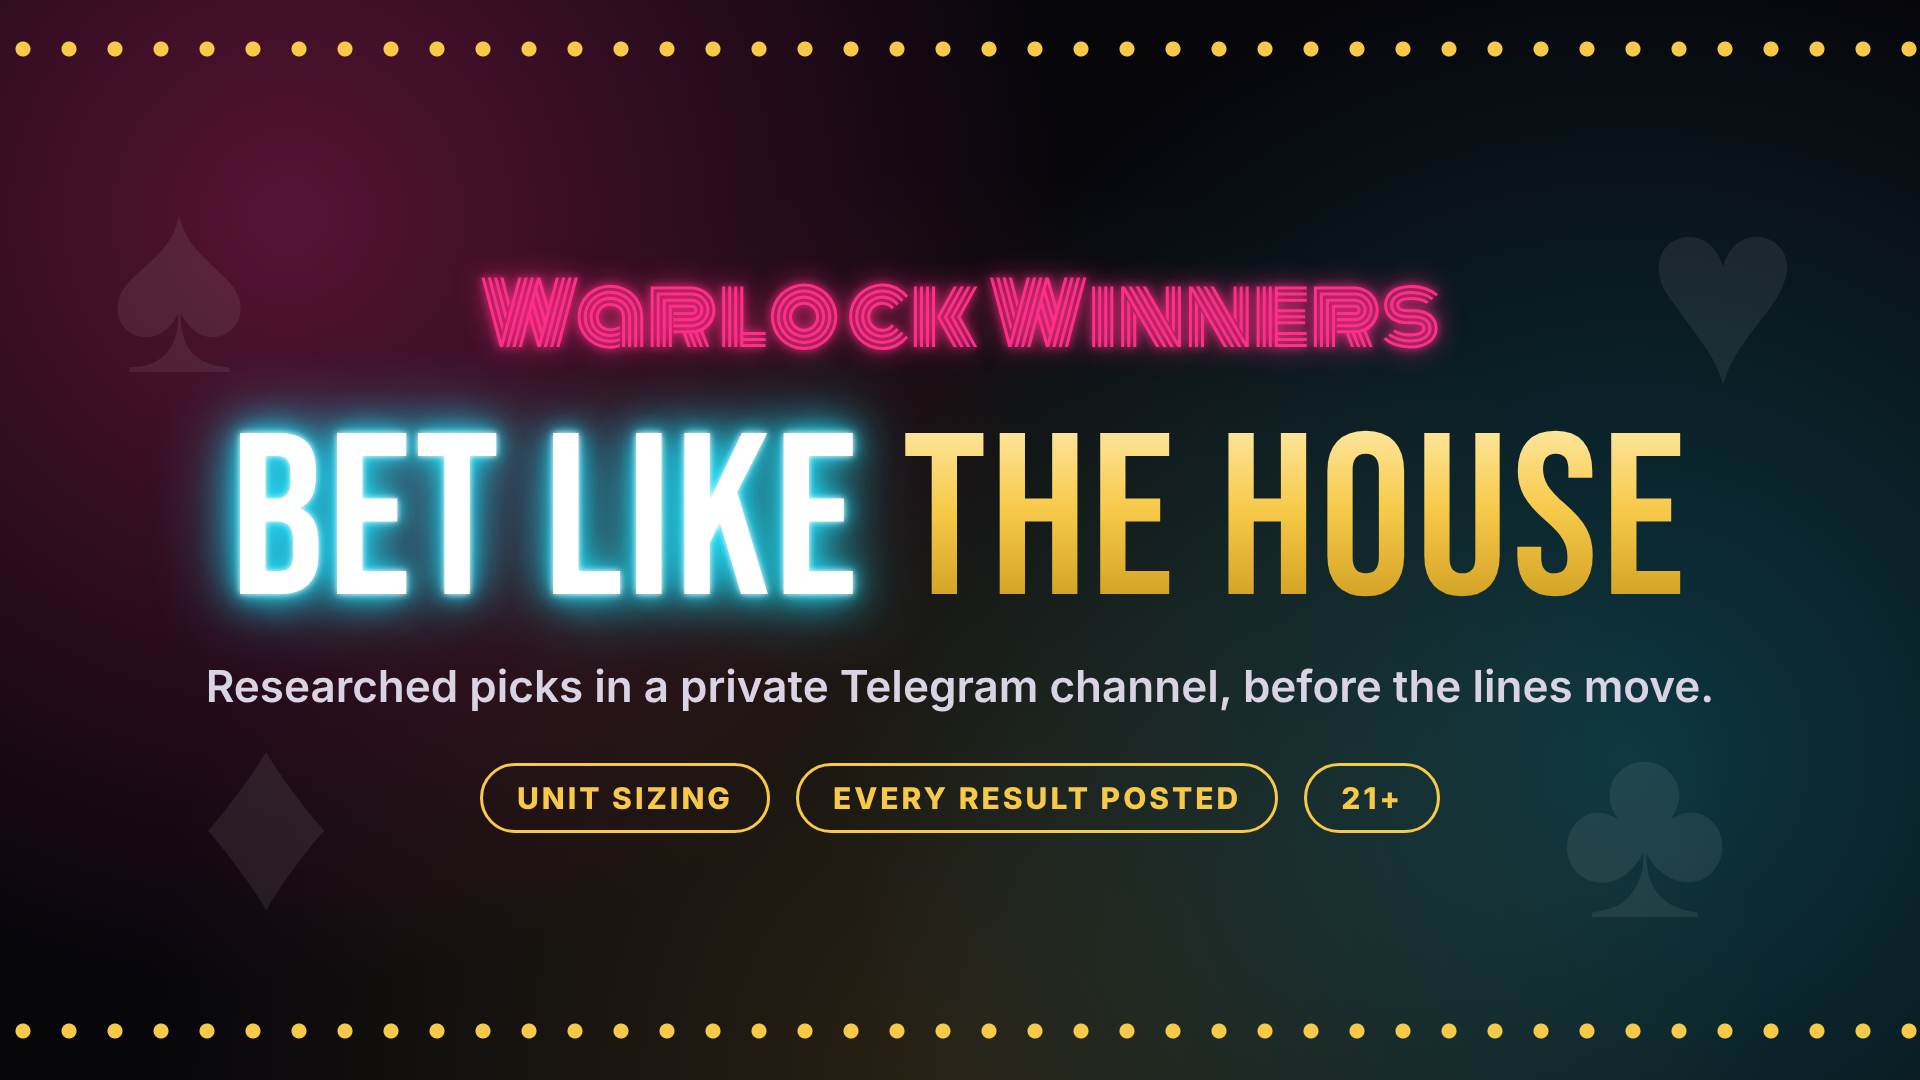 Warlock Winners
BET LIKE THE HOUSE
Researched picks in a private Telegram channel, before the lines move.
UNIT SIZING
EVERY RESULT POSTED
21+